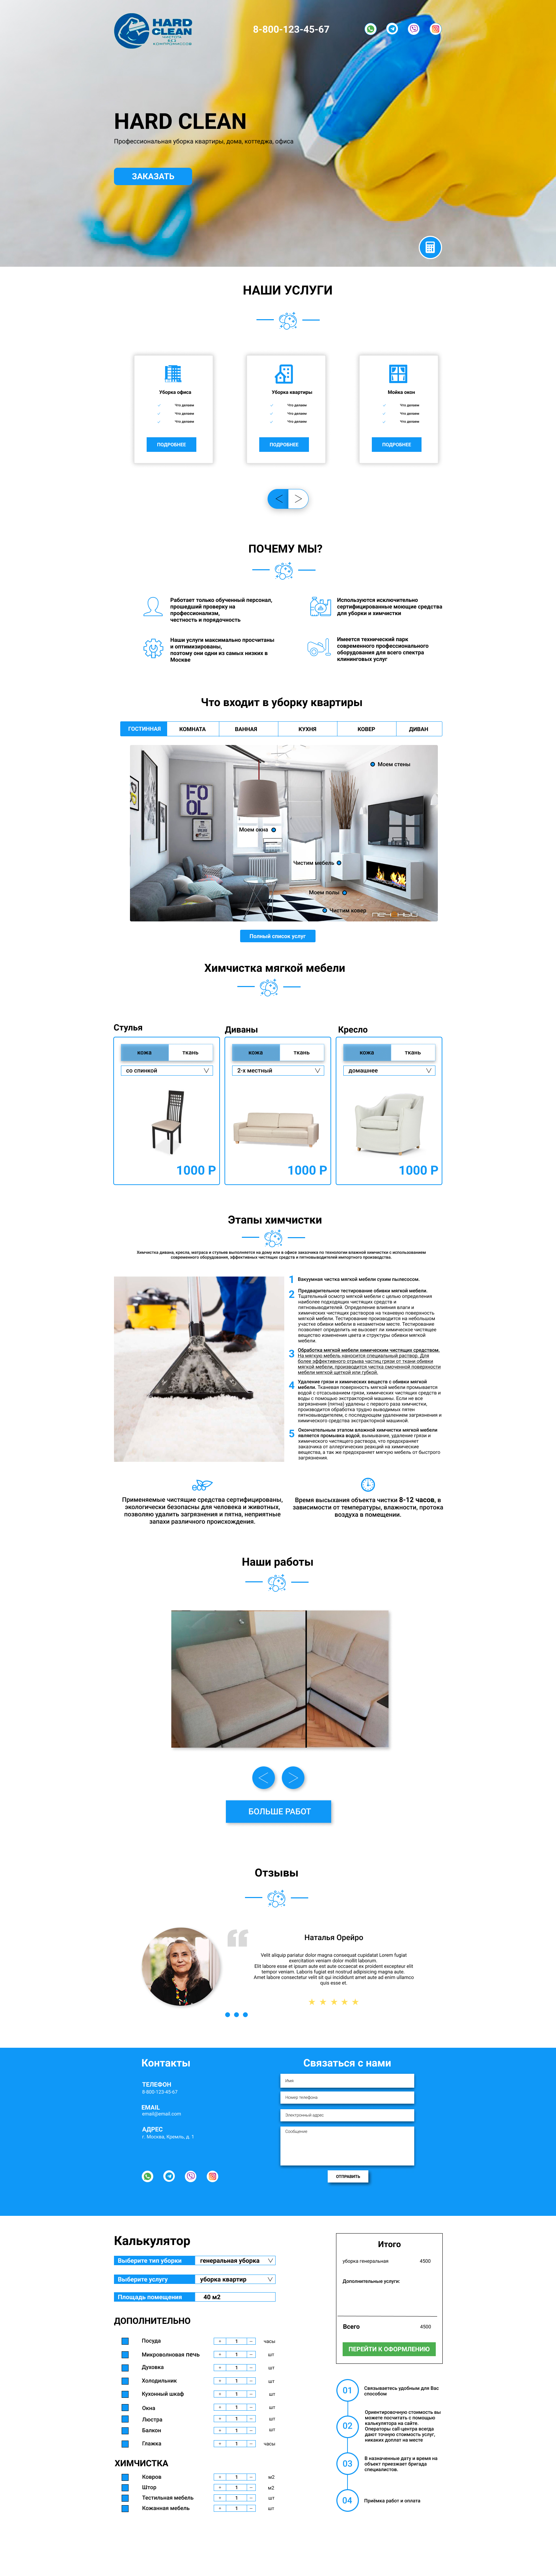 HARD
CLEAN
8-800-123-45-67
HARD CLEAN
Профессиональная уборка квартиры, дома, коттеджа, офиса
ЗАКАЗАТЬ
НАШИ УСЛУГИ
Уборка офиса
Что делаем
Что делаем
Что делаем
ПОДРОБНЕЕ
Уборка квартиры
Что делаем
Что делаем
Что делаем
ПОДРОБНЕЕ
Мойка окон
Что делаем
Что делаем
Что делаем
ПОДРОБНЕЕ
ПОЧЕМУ МЫ?
Работает только обученный персонал,
прошедший проверку на
профессионализм,
честность и порядочность
Используются исключительно
сертифицированные моющие средства
для уборки и химчистки
Наши услуги максимально просчитаны
и оптимизированы,
поэтому они одни из самых низких в
Москве
Имеется технический парк
современного профессионального
оборудования для всего спектра
клининговых услуг
Что входит в уборку квартиры
ГОСТИННАЯ КОМНАТА ВАННАЯ КУХНЯ КОВЕР ДИВАН
Моем стены
FO
OL
Моем окна
Чистим мебель
Моем полы
Чистим ковер
Полный список услуг
Химчистка мягкой мебели
Стулья
кожа ткань
со спинкой
1000 Р
Диваны
кожа ткань
2-х местный
1000 Р
Кресло
кожа ткань
домашнее
1000 Р
Этапы химчистки
Химчистка дивана, кресла, матраса и стульев выполняется на дому или в офисе заказчика по технологии влажной химчистки с использованием
современного оборудования, эффективных чистящих средств и пятновыводителей импортного производства.
1 Вакуумная чистка мягкой мебели сухим пылесосом.
2 Предварительное тестирование обивки мягкой мебели.
Тщательный осмотр мягкой мебели с целью определения
наиболее подходящих чистящих средств и
пятновыводителей. Определение влияния влаги и
химических чистящих растворов на тканевую поверхность
мягкой мебели. Тестирование производится на небольшом
участке обивки мебели в незаметном месте. Тестирование
позволяет определить не вызовет ли химическое чистящее
вещество изменения цвета и структуры обивки мягкой
мебели.
3 Обработка мягкой мебели химическим чистящим средством.
На мягкую мебель наносится специальный раствор. Для
более эффективного отрыва частиц грязи от ткани обивки
мягкой мебели, производится чистка смоченной поверхности
мебели мягкой щеткой или губкой.
4 Удаление грязи и химических веществ с обивки мягкой
мебели. Тканевая поверхность мягкой мебели промывается
водой с отсасыванием грязи, химических чистящих средств и
воды с помощью экстракторной машины. Если не все
загрязнения (пятна) удалены с первого раза химчистки,
производится обработка трудно выводимых пятен
пятновыводителем, с последующим удалением загрязнения и
химического средства экстракторной машиной.
5 Окончательным этапом влажной химчистки мягкой мебели
является промывка водой, вымывание, удаление грязи и
химического чистящего раствора, что предохраняет
заказчика от аллергических реакций на химические
вещества, а так же предохраняет мягкую мебель от быстрого
загрязнения.
Применяемые чистящие средства сертифицированы,
экологически безопасны для человека и животных,
позволяю удалить загрязнения и пятна, неприятные
запахи различного происхождения.
Время высыхания объекта чистки 8-12 часов, в
зависимости от температуры, влажности, протока
воздуха в помещении.
Наши работы
БОЛЬШЕ РАБОТ
Отзывы
Наталья Орейро
Velit aliquip pariatur dolor magna consequat cupidatat Lorem fugiat
exercitation veniam dolor mollit laborum.
Elit labore esse et ipsum aute est aute occaecat ex proident excepteur elit
tempor veniam. Laboris fugiat est nostrud adipisicing magna aute.
Amet labore consectetur velit sit qui incididunt amet aute ad enim ullamco
quis esse et.
Контакты
ТЕЛЕФОН
8-800-123-45-67
EMAIL
email@email.com
АДРЕС
г. Москва, Кремль, д. 1
Связаться с нами
Имя
Номер телефона
Электронный адрес
Сообщение
ОТПРАВИТЬ
Калькулятор
Выберите тип уборки генеральная уборка
Выберите услугу уборка квартир
Площадь помещения 40 м2
ДОПОЛНИТЕЛЬНО
Посуда + 1 – часы
Микроволновая печь + 1 – шт
Духовка + 1 – шт
Холодильник + 1 – шт
Кухонный шкаф + 1 – шт
Окна + 1 – шт
Люстра + 1 – шт
Балкон + 1 – шт
Глажка + 1 – часы
ХИМЧИСТКА
Ковров + 1 – м2
Штор + 1 – м2
Тестильная мебель + 1 – шт
Кожанная мебель + 1 – шт
Итого
уборка генеральная 4500
Дополнительные услуги:
Всего 4500
ПЕРЕЙТИ К ОФОРМЛЕНИЮ
01 Связываетесь удобным для Вас
способом
02 Ориентировочную стоимость вы
можете посчитать с помощью
калькулятора на сайте.
Операторы call-центра всегда
дают точную стоимость услуг,
никаких доплат на месте
03 В назначенные дату и время на
объект приезжает бригада
специалистов.
04 Приёмка работ и оплата